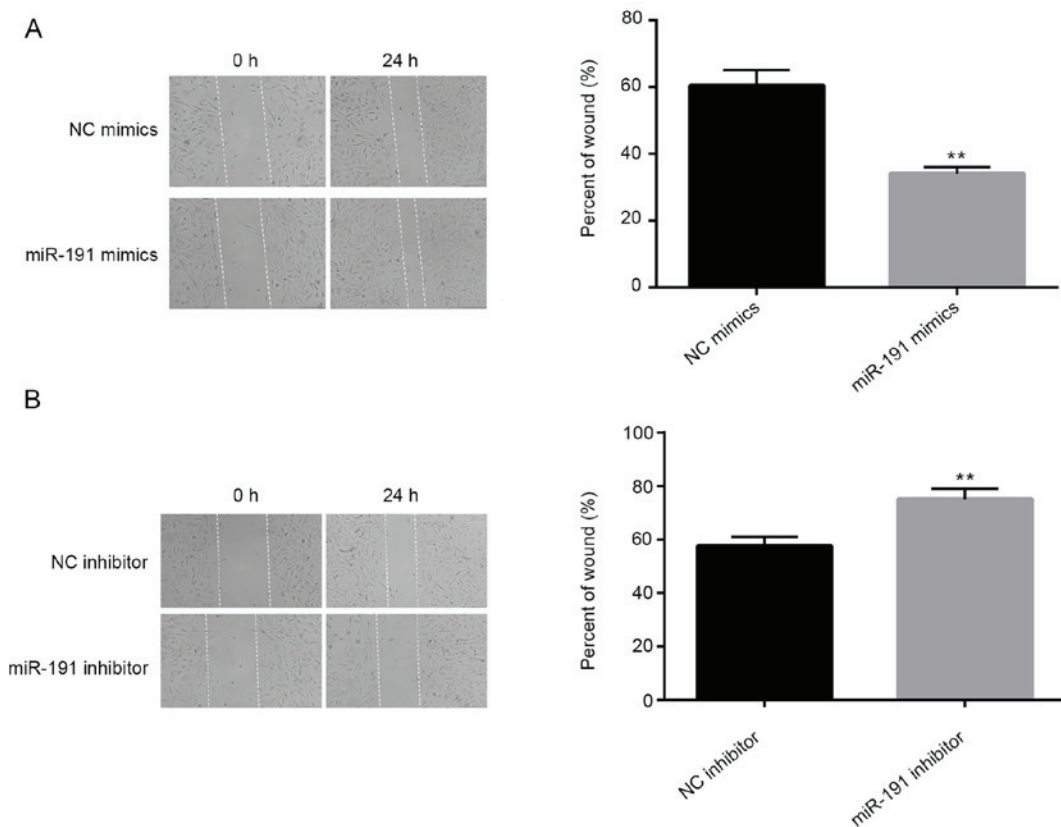 A
0 h
24 h
NC mimics
miR-191 mimics
Percent of wound (%)
80
60
40
20
0
**
NC mimics
miR-191 mimics
B
0 h
24 h
NC inhibitor
miR-191 inhibitor
Percent of wound (%)
100
80
60
40
20
0
**
NC inhibitor
miR-191 inhibitor